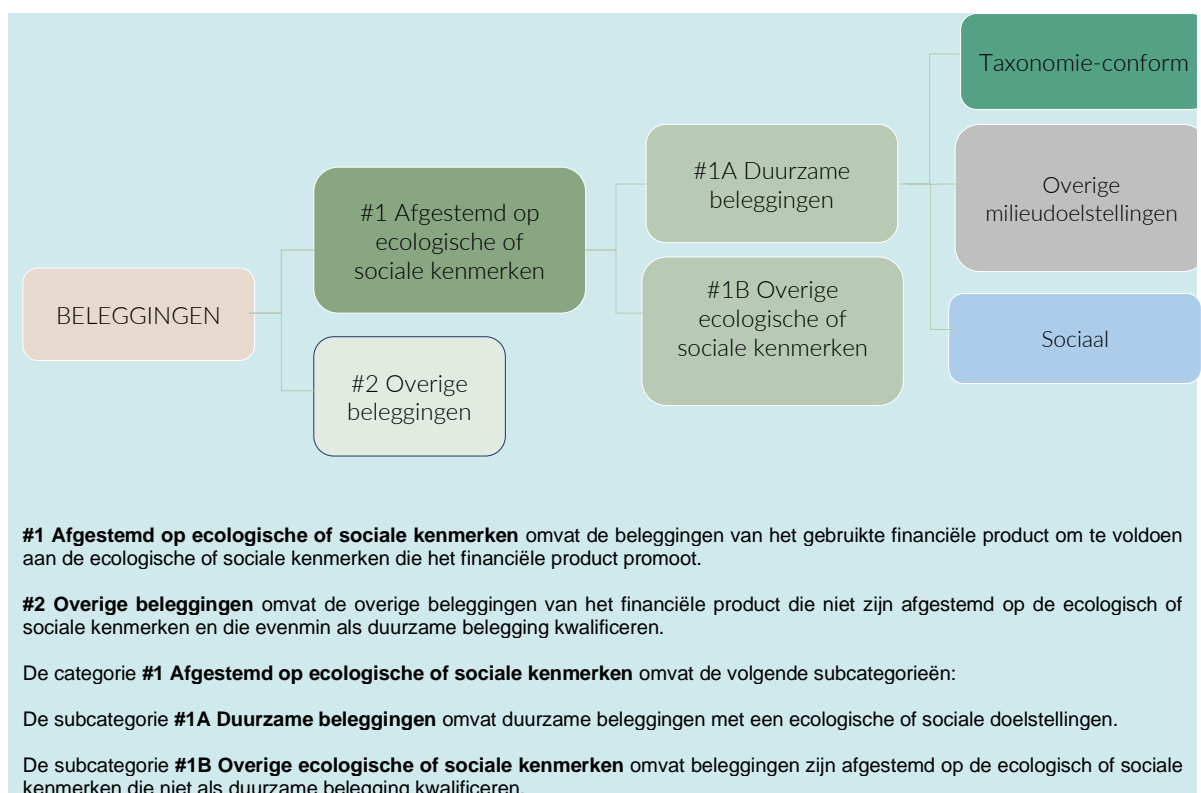 Taxonomie-conform
#1A Duurzame
beleggingen
Overige
milieudoelstellingen
#1 Afgestemd op
ecologische of
sociale kenmerken
#1B Overige
ecologische of
sociale kenmerken
BELEGGINGEN
Sociaal
#2 Overige
beleggingen
#1 Afgestemd op ecologische of sociale kenmerken omvat de beleggingen van het gebruikte financiële product om te voldoen
aan de ecologische of sociale kenmerken die het financiële product promoot.
#2 Overige beleggingen omvat de overige beleggingen van het financiële product die niet zijn afgestemd op de ecologisch of
sociale kenmerken en die evenmin als duurzame belegging kwalificeren.
De categorie #1 Afgestemd op ecologische of sociale kenmerken omvat de volgende subcategorieën:
De subcategorie #1A Duurzame beleggingen omvat duurzame beleggingen met een ecologische of sociale doelstellingen.
De subcategorie #1B Overige ecologische of sociale kenmerken omvat beleggingen zijn afgestemd op de ecologisch of sociale
kenmerken die niet als duurzame belegging kwalificeren.